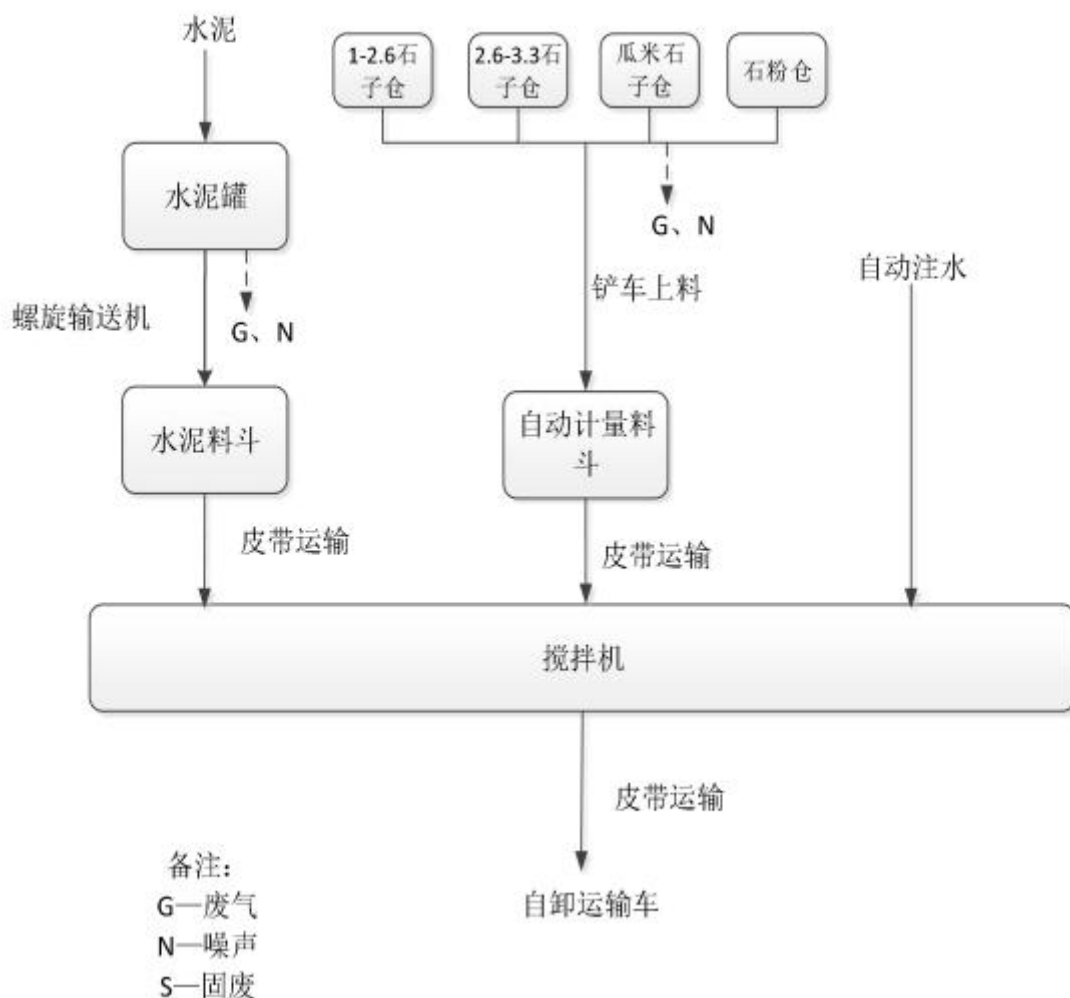 水泥
1-2.6石
子仓
2.6-3.3石
子仓
瓜米石
子仓
石粉仓
水泥罐
G、N
自动注水
螺旋输送机
G、N
铲车上料
水泥料斗
自动计量料
斗
皮带运输
皮带运输
搅拌机
皮带运输
自卸运输车
备注：
G—废气
N—噪声
S—固废